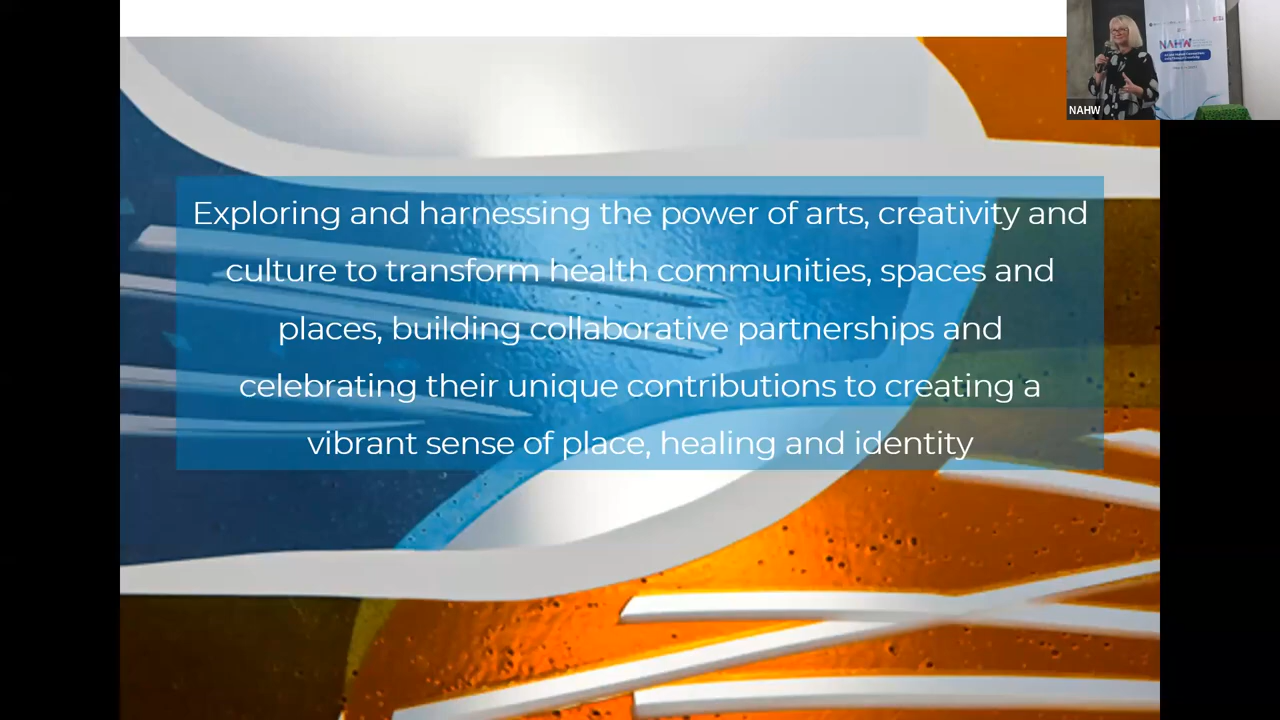 Exploring and harnessing the power of arts, creativity and
culture to transform health communities, spaces and
places, building collaborative partnerships and
celebrating their unique contributions to creating a
vibrant sense of place, healing and identity
NAHW
NAHW